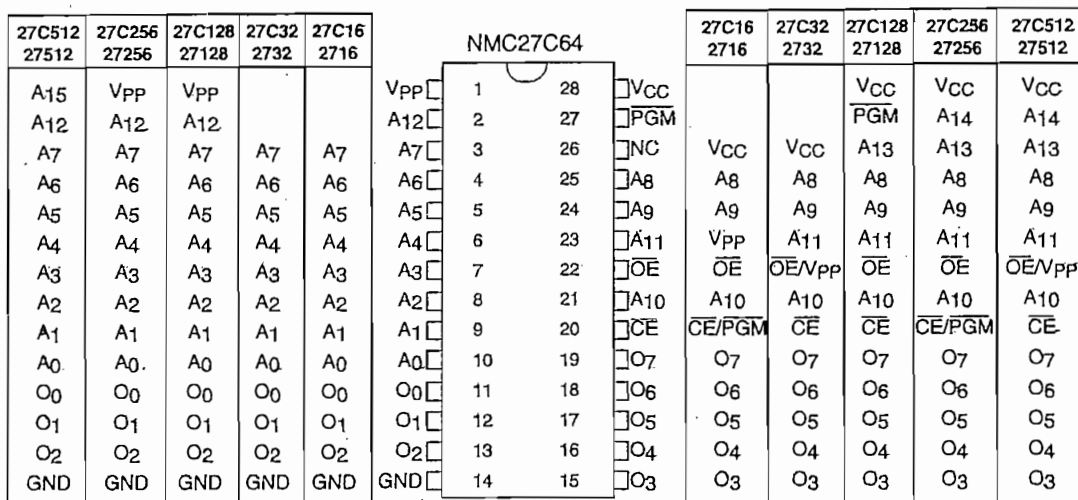 27C512 27C256 27C128 27C32 27C16 NMC27C64 27C16 27C32 27C128 27C256 27C512
27512 27256 27128 2732 2716 2716 2732 27128 27256 27512
A15 VPP VPP VPP 1 28 VCC VCC VCC VCC
A12 A12 A12 A12 2 27 PGM PGM A14 A14
A7 A7 A7 A7 A7 A7 3 26 NC VCC VCC A13 A13 A13
A6 A6 A6 A6 A6 A6 4 25 A8 A8 A8 A8 A8 A8
A5 A5 A5 A5 A5 A5 5 24 A9 A9 A9 A9 A9 A9
A4 A4 A4 A4 A4 A4 6 23 A11 VPP A11 A11 A11 A11
A3 A3 A3 A3 A3 A3 7 22 OE OE OE/VPP OE OE OE/VPP
A2 A2 A2 A2 A2 A2 8 21 A10 A10 A10 A10 A10 A10
A1 A1 A1 A1 A1 A1 9 20 CE CE/PGM CE CE CE/PGM CE
A0 A0 A0 A0 A0 A0 10 19 O7 O7 O7 O7 O7 O7
O0 O0 O0 O0 O0 O0 11 18 O6 O6 O6 O6 O6 O6
O1 O1 O1 O1 O1 O1 12 17 O5 O5 O5 O5 O5 O5
O2 O2 O2 O2 O2 O2 13 16 O4 O4 O4 O4 O4 O4
GND GND GND GND GND GND 14 15 O3 O3 O3 O3 O3 O3